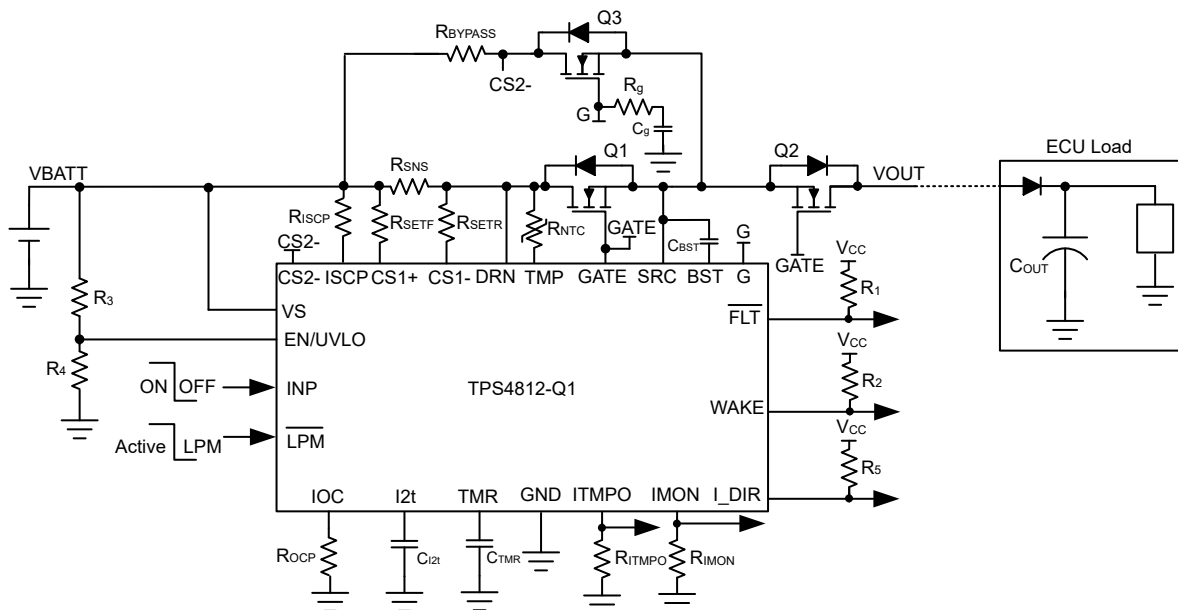 Q3
RBYPASS
CS2-
Rg
G
Cg
ECU Load
VBATT
RSNS
Q1
Q2
VOUT
RISCP
RSETF
RSETR
RNTC
GATE
CBST
G
COUT
CS2-
GATE
VCC
CS2- ISCP CS1+ CS1- DRN TMP GATE SRC BST G
R3
VS
FLT
R1
EN/UVLO
R4
VCC
ON OFF
INP
TPS4812-Q1
R2
WAKE
Active LPM
LPM
VCC
R5
IOC I2t TMR GND ITMPO IMON I_DIR
ROCP
CI2t
CTMR
RITMPO
RIMON